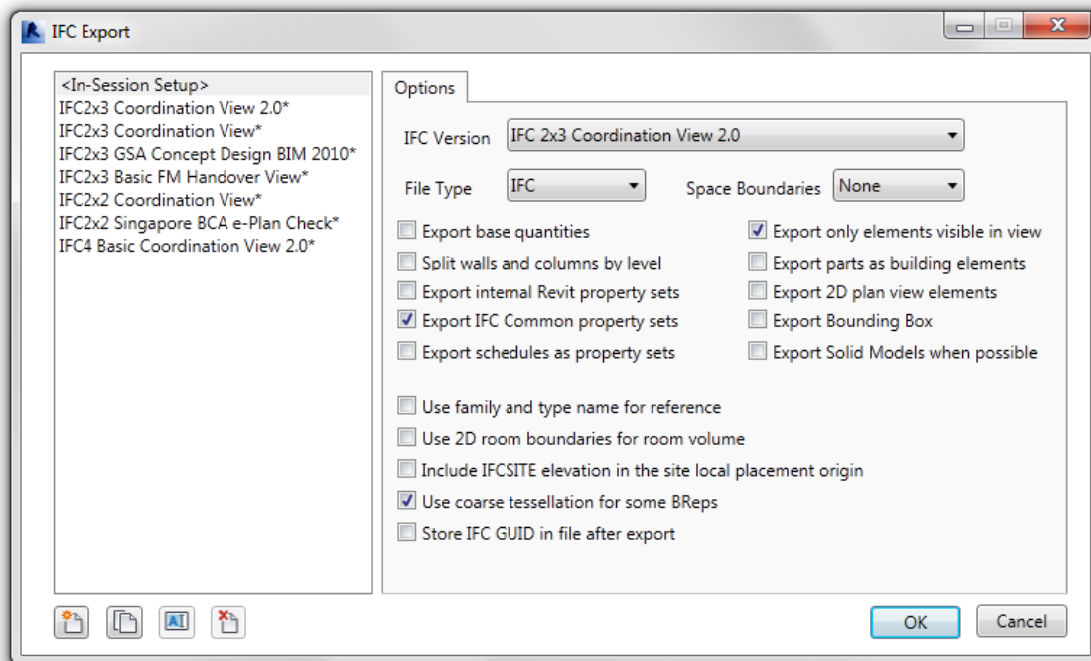 IFC Export
<In-Session Setup>
IFC2x3 Coordination View 2.0*
IFC2x3 Coordination View*
IFC2x3 GSA Concept Design BIM 2010*
IFC2x3 Basic FM Handover View*
IFC2x2 Coordination View*
IFC2x2 Singapore BCA e-Plan Check*
IFC4 Basic Coordination View 2.0*
Options
IFC Version IFC 2x3 Coordination View 2.0
File Type IFC Space Boundaries None
Export base quantities
Split walls and columns by level
Export internal Revit property sets
Export IFC Common property sets
Export schedules as property sets
Export only elements visible in view
Export parts as building elements
Export 2D plan view elements
Export Bounding Box
Export Solid Models when possible
Use family and type name for reference
Use 2D room boundaries for room volume
Include IFCSITE elevation in the site local placement origin
Use coarse tessellation for some BReps
Store IFC GUID in file after export
AI
OK Cancel